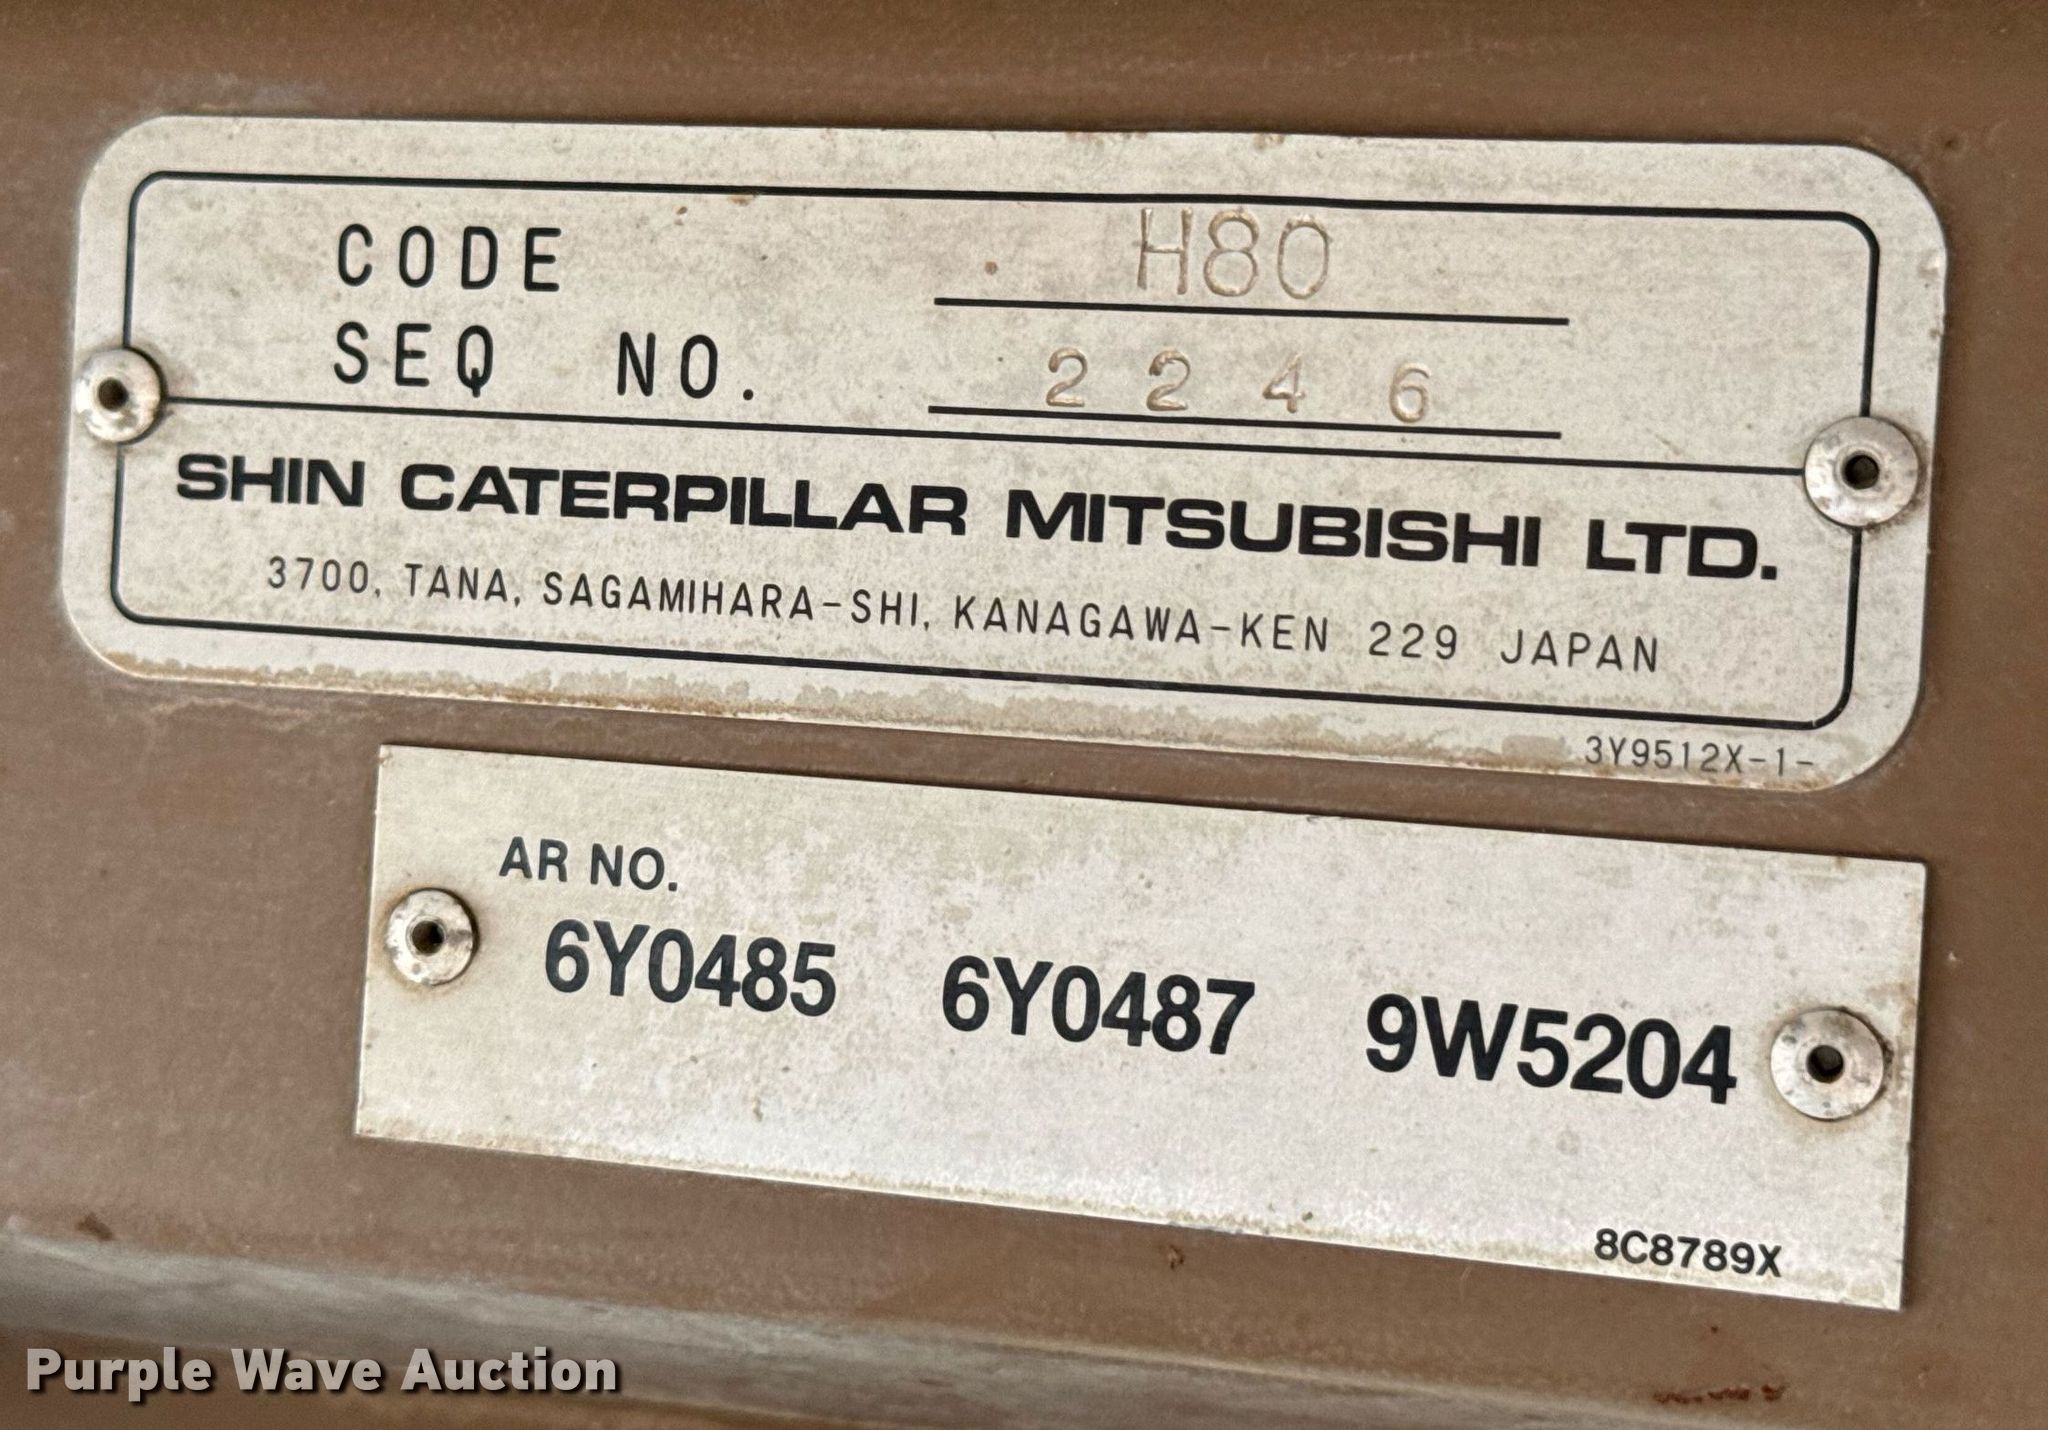 CODE H80
SEQ NO. 2246
SHIN CATERPILLAR MITSUBISHI LTD.
3700, TANA, SAGAMIHARA-SHI, KANAGAWA-KEN 229 JAPAN
3Y9512X-1-
AR NO.
6Y0485 6Y0487 9W5204
8C8789X
Purple Wave Auction